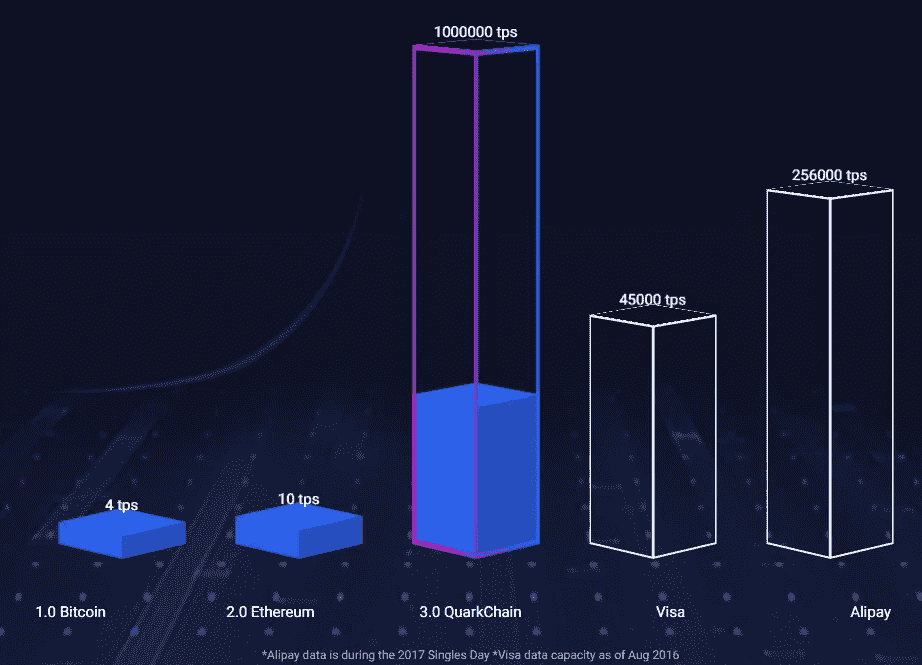 1000000 tps
256000 tps
45000 tps
4 tps
10 tps
1.0 Bitcoin
2.0 Ethereum
3.0 QuarkChain
Visa
Alipay
*Alipay data is during the 2017 Singles Day *Visa data capacity as of Aug 2016